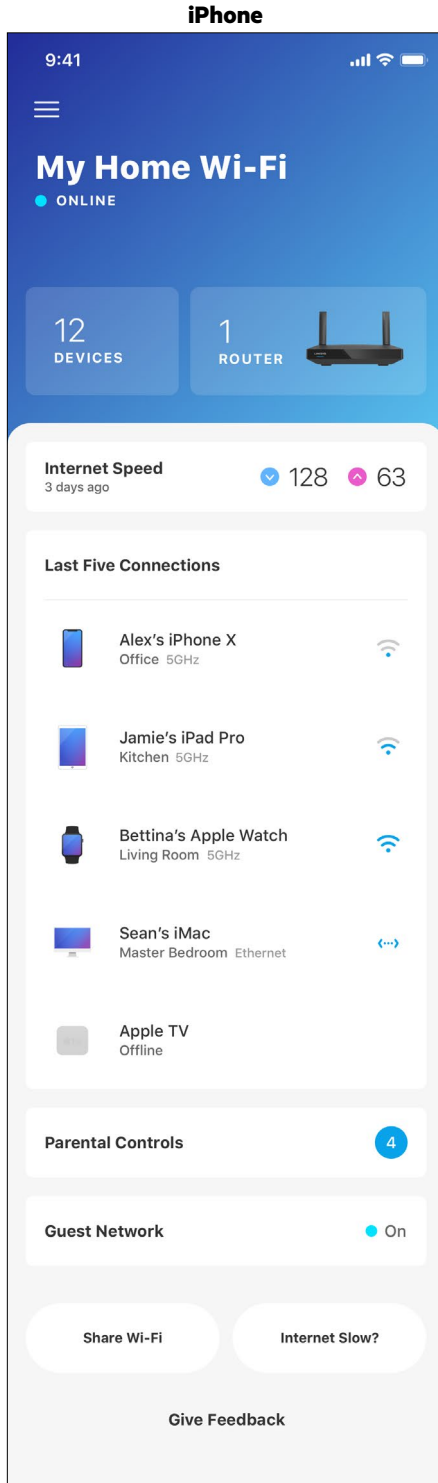 iPhone
9:41
My Home Wi-Fi
ONLINE
12
DEVICES
1
ROUTER
Internet Speed
3 days ago
128
63
Last Five Connections
Alex's iPhone X
Office 5GHz
Jamie's iPad Pro
Kitchen 5GHz
Bettina's Apple Watch
Living Room 5GHz
Sean's iMac
Master Bedroom Ethernet
Apple TV
Offline
Parental Controls
4
Guest Network
On
Share Wi-Fi
Internet Slow?
Give Feedback